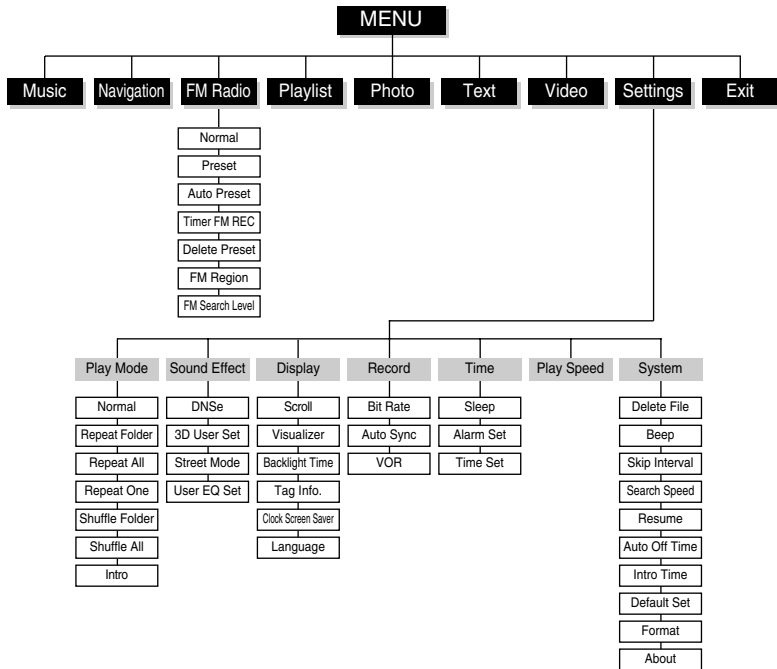 MENU
Music
Navigation
FM Radio
Playlist
Photo
Text
Video
Settings
Exit
Normal
Preset
Auto Preset
Timer FM REC
Delete Preset
FM Region
FM Search Level
Play Mode
Normal
Repeat Folder
Repeat All
Repeat One
Shuffle Folder
Shuffle All
Intro
Sound Effect
DNSe
3D User Set
Street Mode
User EQ Set
Display
Scroll
Visualizer
Backlight Time
Tag Info.
Clock Screen Saver
Language
Record
Bit Rate
Auto Sync
VOR
Time
Sleep
Alarm Set
Time Set
Play Speed
System
Delete File
Beep
Skip Interval
Search Speed
Resume
Auto Off Time
Intro Time
Default Set
Format
About